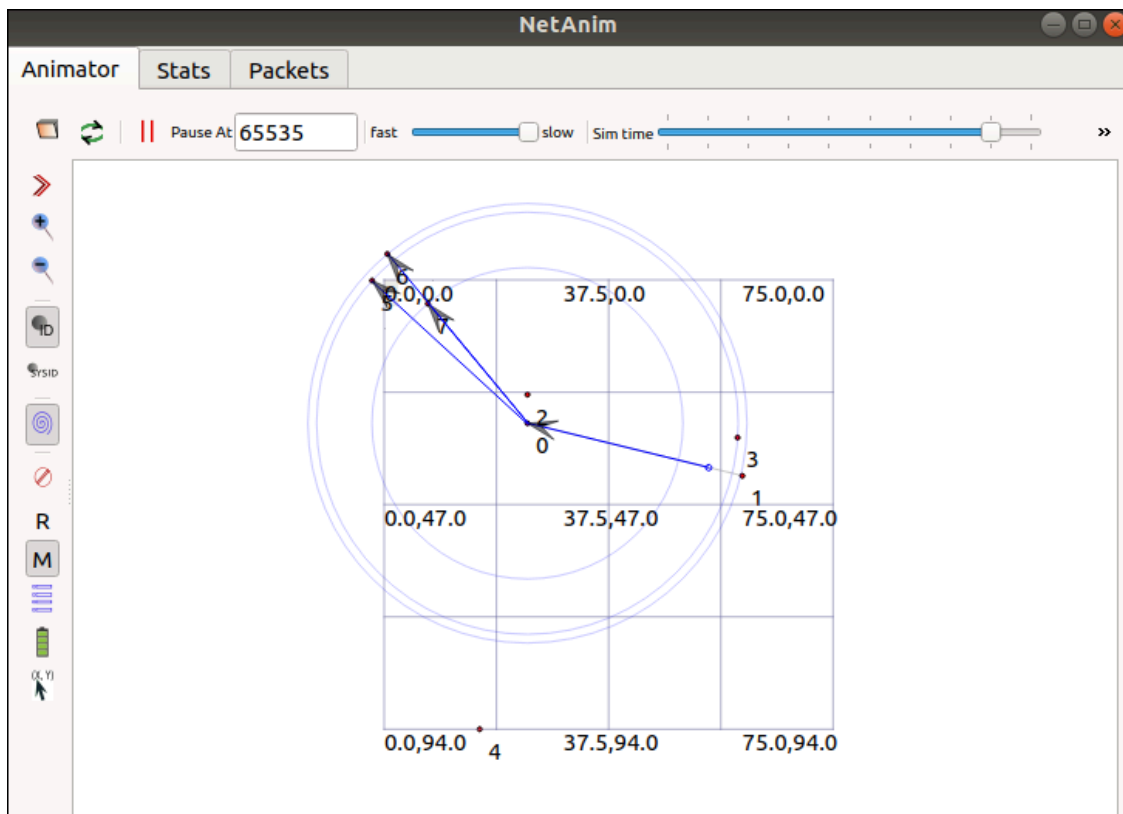 NetAnim
Animator Stats Packets
Pause At 65535 Fast slow Sim time »
ID
SYSID
R
M
(X, Y)
6
5
0.0,0.0 37.5,0.0 75.0,0.0
7
2
0
3
1
0.0,47.0 37.5,47.0 75.0,47.0
0.0,94.0 37.5,94.0 75.0,94.0
4